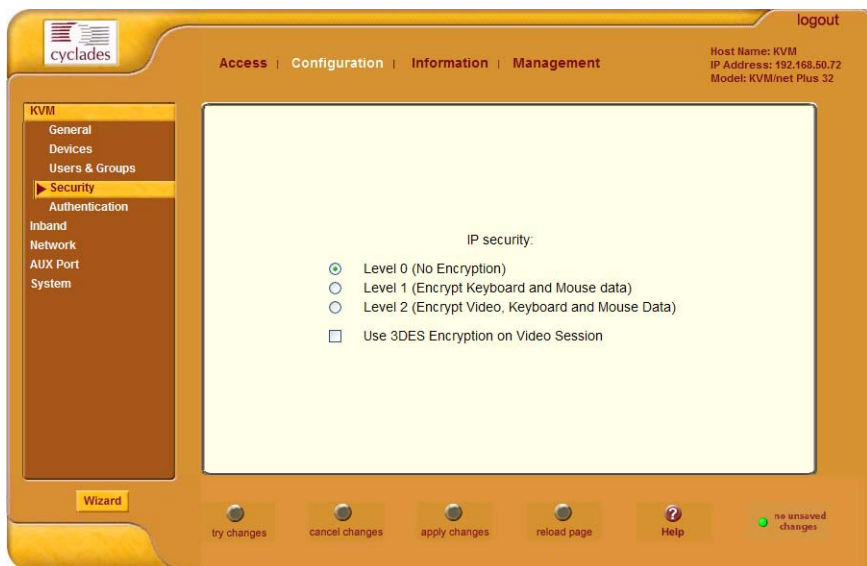 logout
cyclades
Access | Configuration | Information | Management
Host Name: KVM
IP Address: 192.168.50.72
Model: KVM/net Plus 32
KVM
General
Devices
Users & Groups
Security
Authentication
Inband
Network
AUX Port
System
IP security:
Level 0 (No Encryption)
Level 1 (Encrypt Keyboard and Mouse data)
Level 2 (Encrypt Video, Keyboard and Mouse Data)
Use 3DES Encryption on Video Session
Wizard
try changes
cancel changes
apply changes
reload page
? Help
no unsaved
changes